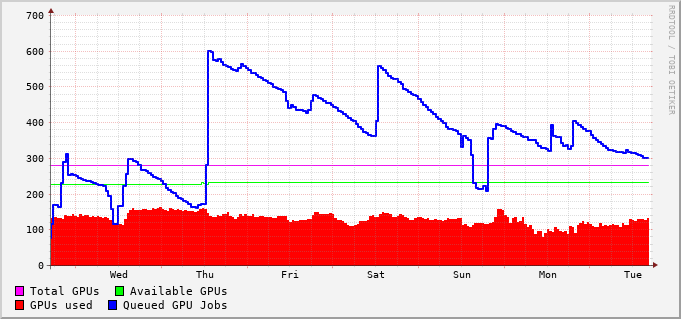 700
600
500
400
300
200
100
0
Wed Thu Fri Sat Sun Mon Tue
Total GPUs Available GPUs
GPUs used Queued GPU Jobs
RRDTOOL / TOBI OETIKER